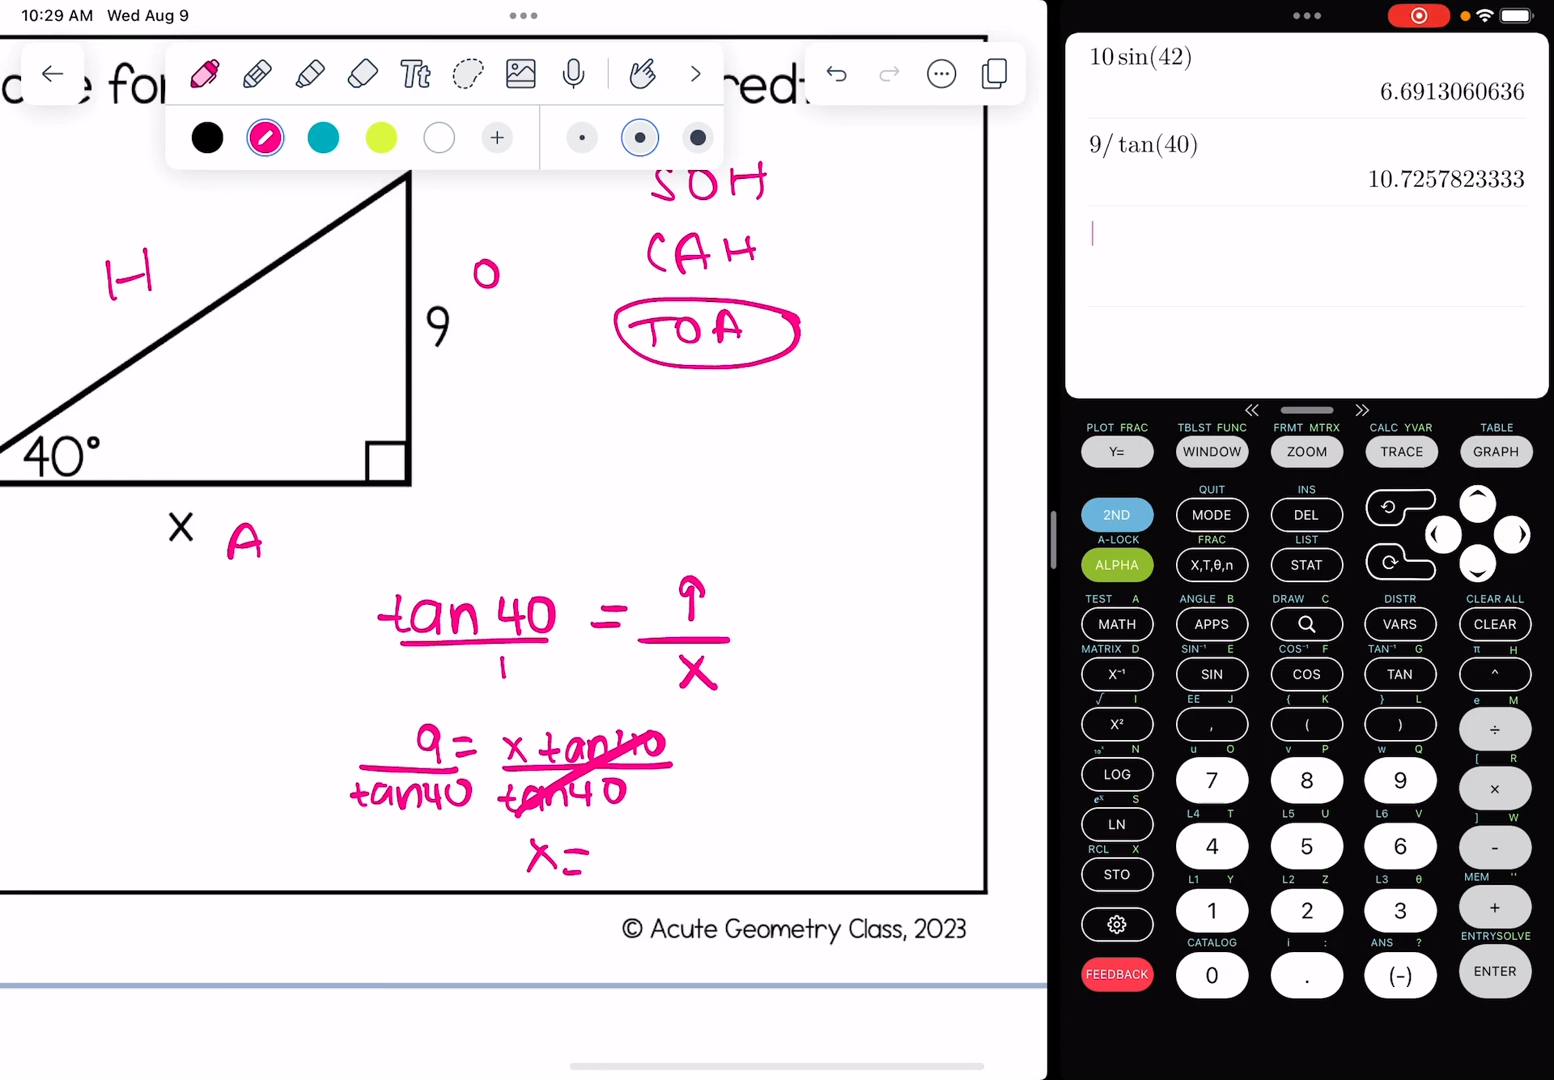 10:29 AM Wed Aug 9
for
red
Tt
SOH
CAH
TOA
H
O
9
40°
X A
tan 40 = 9
1 x
9 = x tan40
tan40 tan40
x =
© Acute Geometry Class, 2023
10 sin(42)
6.6913060636
9/ tan(40)
10.7257823333
PLOT FRAC TBLST FUNC FRMT MTRX CALC YVAR TABLE
Y= WINDOW ZOOM TRACE GRAPH
QUIT INS
2ND MODE DEL
A-LOCK FRAC LIST
ALPHA X,T,θ,n STAT
TEST A ANGLE B DRAW C DISTR CLEAR ALL
MATH APPS VARS CLEAR
MATRIX D SIN⁻¹ E COS⁻¹ F TAN⁻¹ G π H
X⁻¹ SIN COS TAN ^
√ I EE J { K } L e M
X² , ( ) ÷
10ˣ N u O v P w Q [ R
LOG 7 8 9 ×
eˣ S L4 T L5 U L6 V ] W
LN 4 5 6 -
RCL X L1 Y L2 Z L3 θ MEM "
STO 1 2 3 +
CATALOG i : ANS ? ENTRYSOLVE
FEEDBACK 0 . (-) ENTER